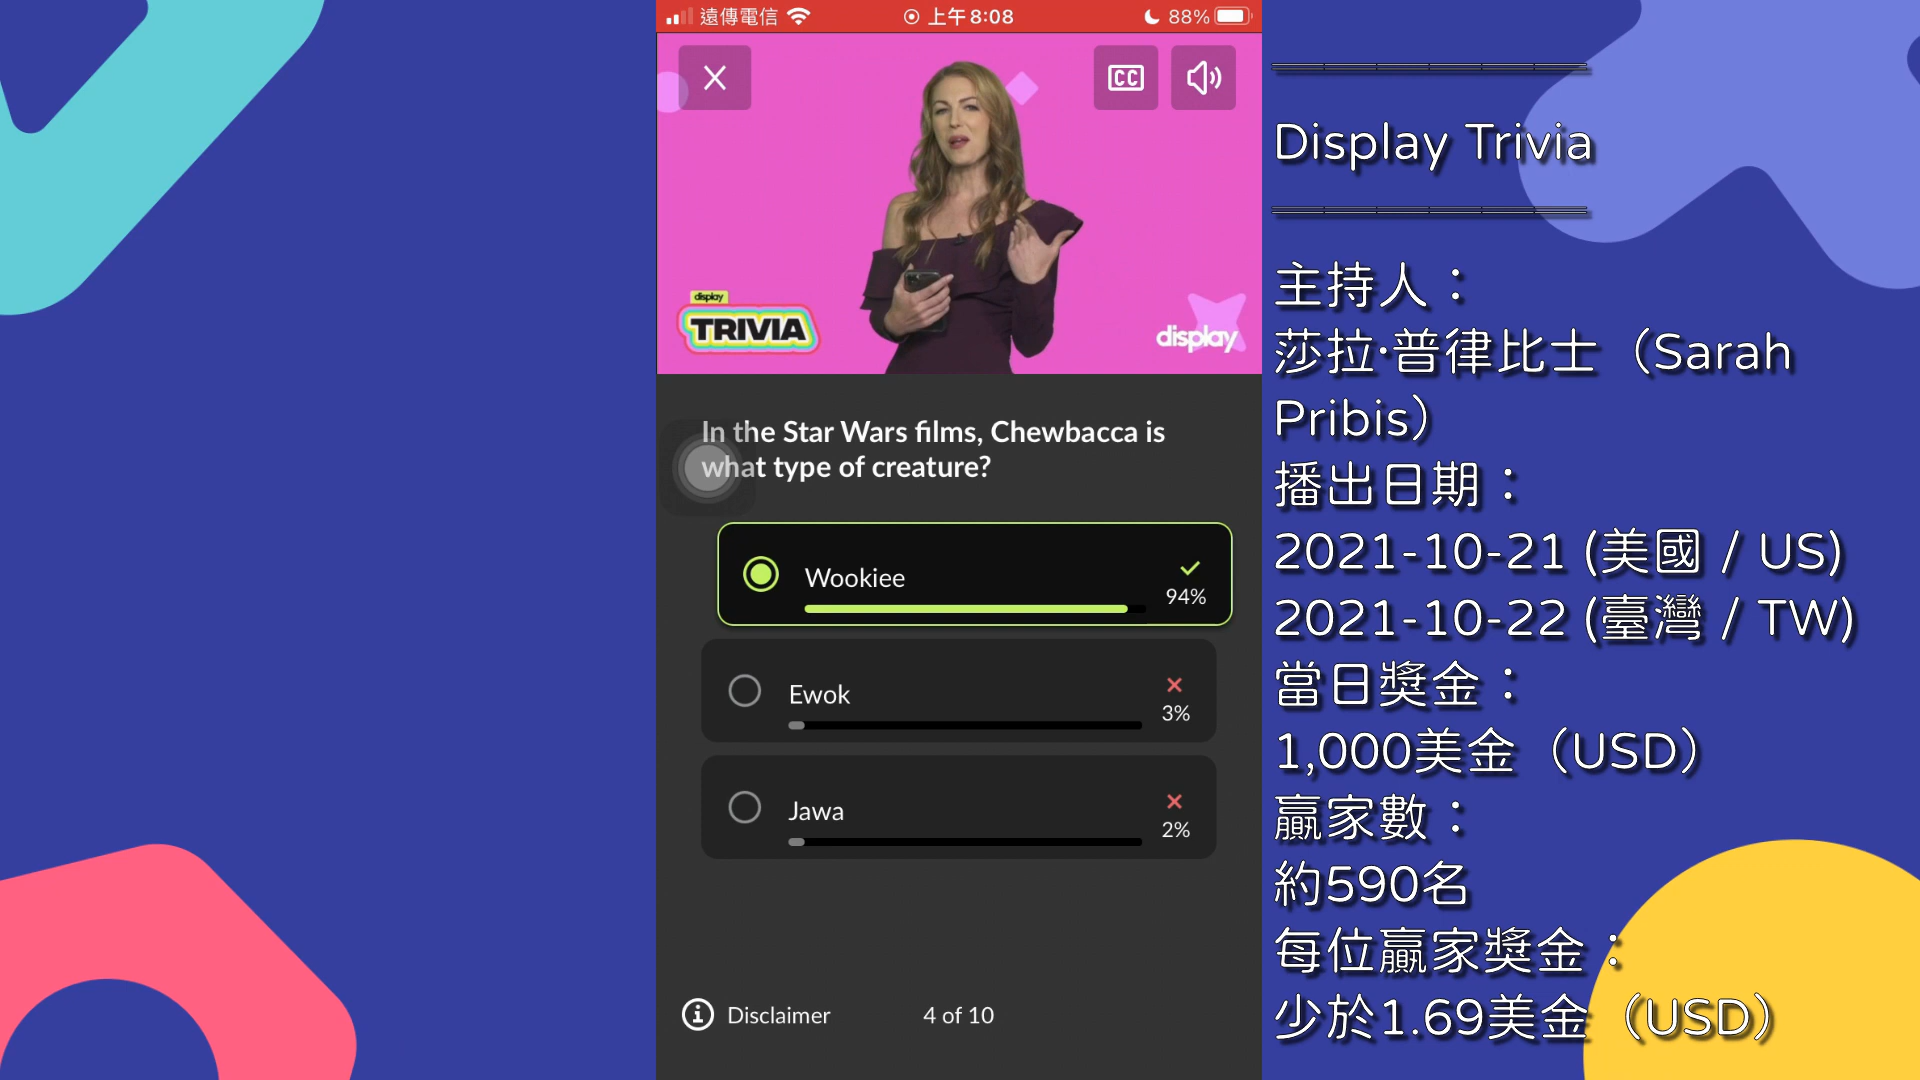 遠傳電信
上午8:08
88%
CC
display
TRIVIA
display
In the Star Wars films, Chewbacca is
what type of creature?
Wookiee
94%
Ewok
3%
Jawa
2%
Disclaimer
4 of 10
Display Trivia
主持人：
莎拉·普律比士（Sarah
Pribis）
播出日期：
2021-10-21 (美國 / US)
2021-10-22 (臺灣 / TW)
當日獎金：
1,000美金（USD）
贏家數：
約590名
每位贏家獎金：
少於1.69美金（USD）